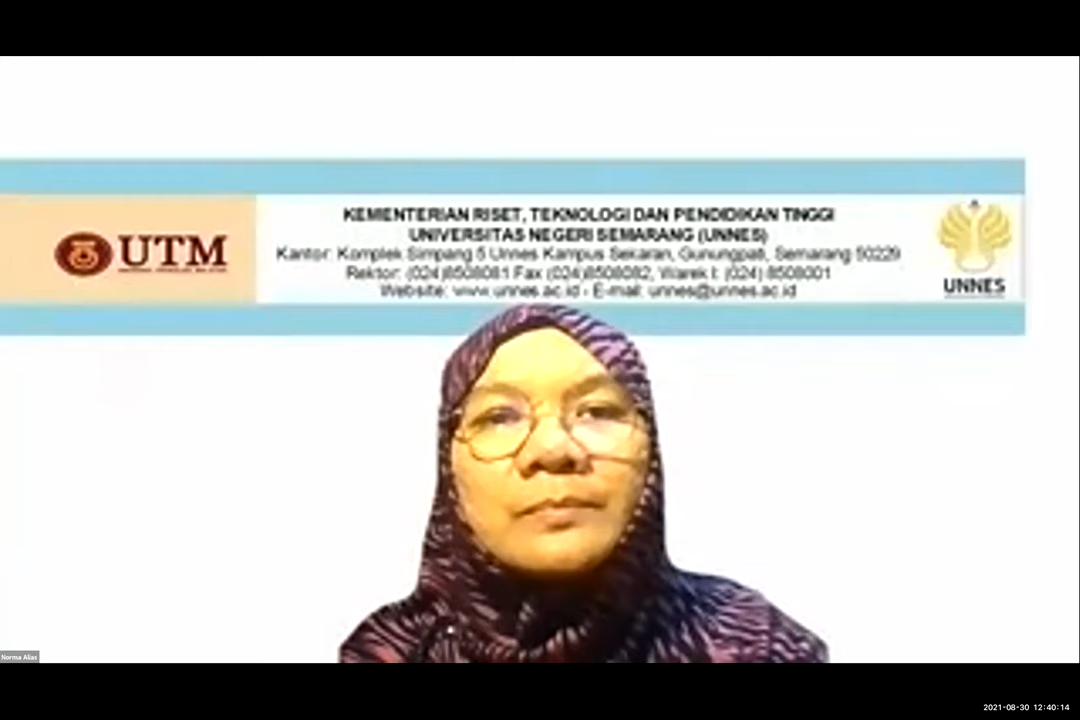 UTM
KEMENTERIAN RISET, TEKNOLOGI DAN PENDIDIKAN TINGGI
UNIVERSITAS NEGERI SEMARANG (UNNES)
Kantor: Komplek Simpang 5 Unnes Kampus Sekaran, Gunungpati, Semarang 50229
Rektor: (024)8508081 Fax (024)8508082, Warek I: (024) 8508001
Website: www.unnes.ac.id - E-mail: unnes@unnes.ac.id
UNNES
Norma Alias
2021-08-30 12:40:14